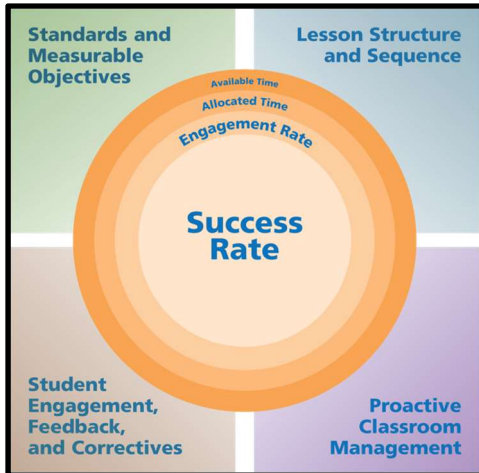 Standards and
Measurable
Objectives
Lesson Structure
and Sequence
Available Time
Allocated Time
Engagement Rate
Success
Rate
Student
Engagement,
Feedback,
and Correctives
Proactive
Classroom
Management